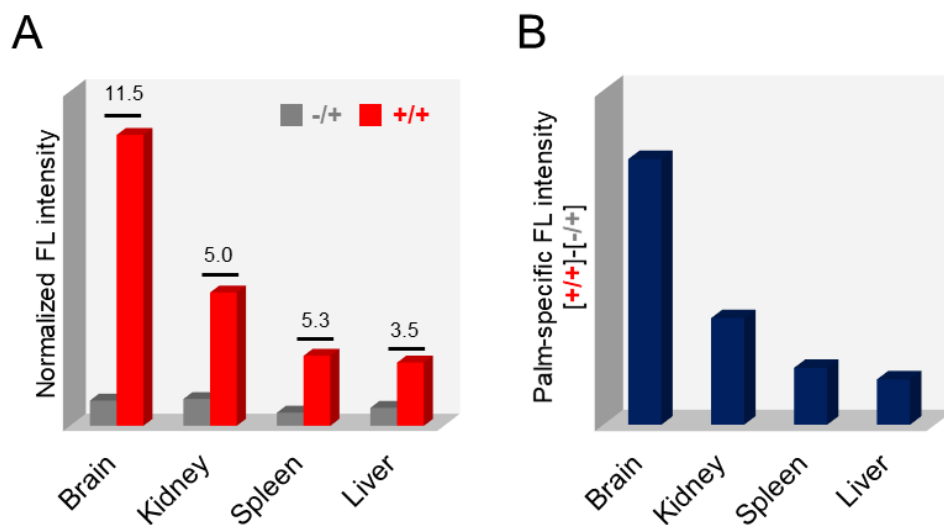 A
Normalized FL intensity
11.5
5.0
5.3
3.5
-/+ +/+
Brain
Kidney
Spleen
Liver
B
Palm-specific FL intensity
[+/+]-[-/+]
Brain
Kidney
Spleen
Liver